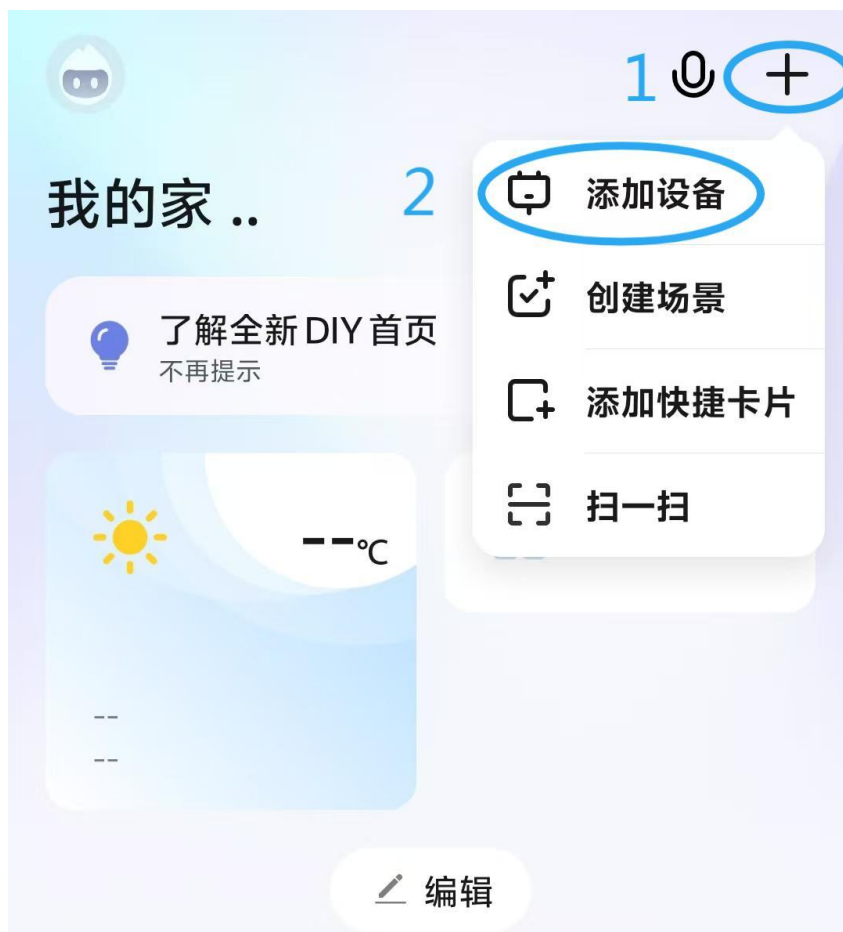 1
我的家 ..
2
添加设备
创建场景
了解全新 DIY 首页
不再提示
添加快捷卡片
扫一扫
--℃
--
--
编辑